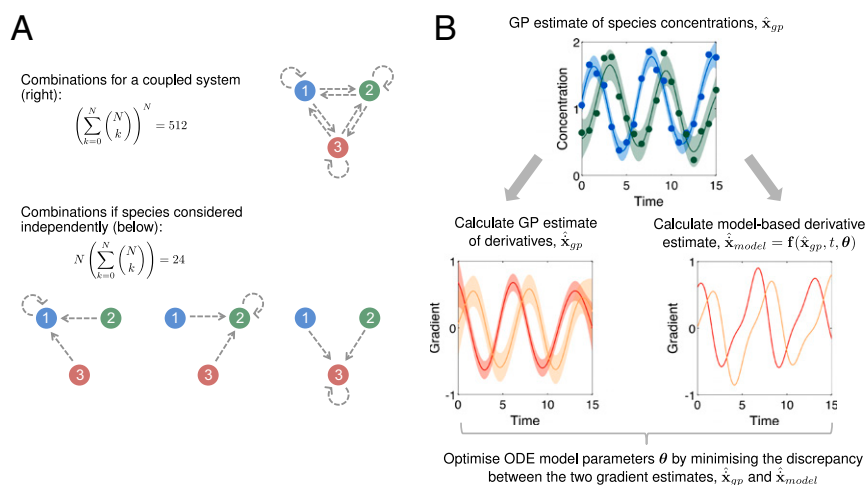 A
Combinations for a coupled system
(right):
$\left( \sum_{k=0}^{N} \binom{N}{k} \right)^{N} = 512$
1
2
3
Combinations if species considered
independently (below):
$N \left( \sum_{k=0}^{N} \binom{N}{k} \right) = 24$
1
2
3
1
2
3
1
2
3
B
GP estimate of species concentrations, $\hat{\mathbf{x}}_{gp}$
Concentration
2
1
0
0
5
10
15
Time
Calculate GP estimate
of derivatives, $\hat{\dot{\mathbf{x}}}_{gp}$
Gradient
1
0
-1
0
5
10
15
Time
Calculate model-based derivative
estimate, $\hat{\dot{\mathbf{x}}}_{model} = \mathbf{f}(\hat{\mathbf{x}}_{gp}, t, \boldsymbol{\theta})$
Gradient
1
0
-1
0
5
10
15
Time
Optimise ODE model parameters $\boldsymbol{\theta}$ by minimising the discrepancy
between the two gradient estimates, $\hat{\dot{\mathbf{x}}}_{gp}$ and $\hat{\dot{\mathbf{x}}}_{model}$